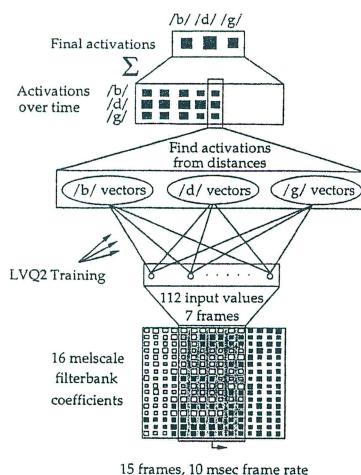 /b/ /d/ /g/
Final activations
Σ
Activations
over time
/b/
/d/
/g/
Find activations
from distances
/b/ vectors
/d/ vectors
/g/ vectors
LVQ2 Training
112 input values
7 frames
16 melscale
filterbank
coefficients
15 frames, 10 msec frame rate